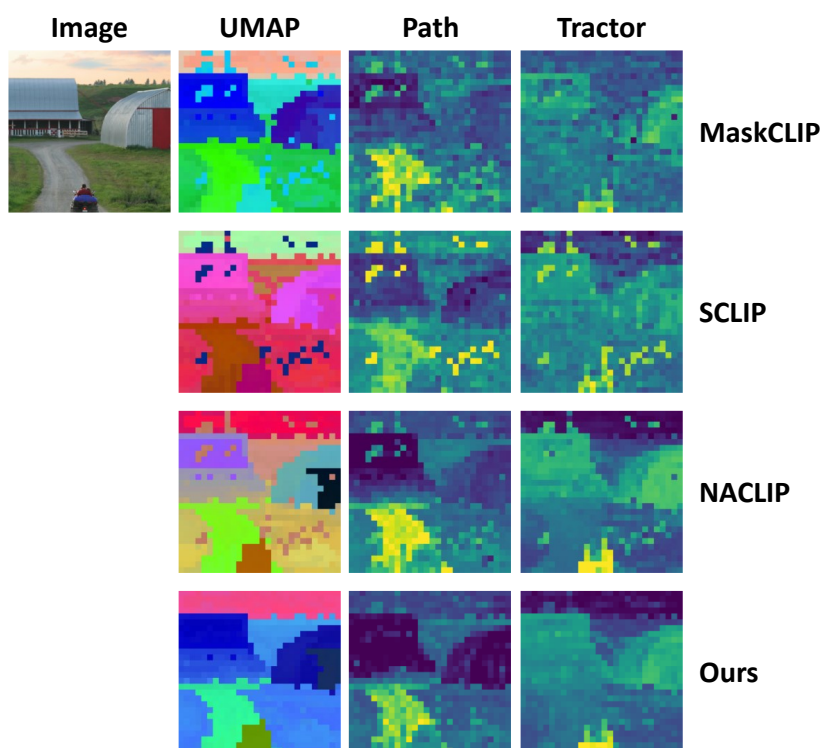 Image UMAP Path Tractor
MaskCLIP
SCLIP
NACLIP
Ours